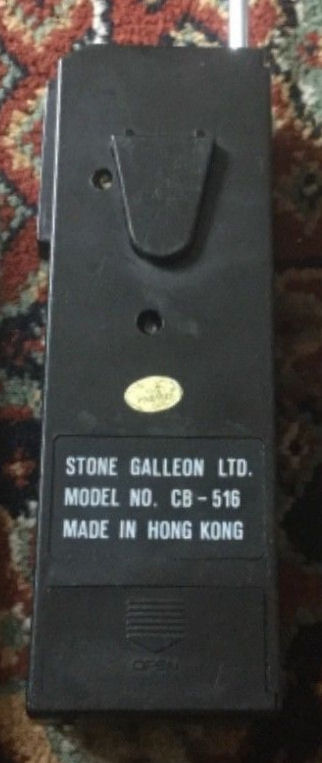 STONE GALLEON LTD.
MODEL NO. CB-516
MADE IN HONG KONG
OPEN